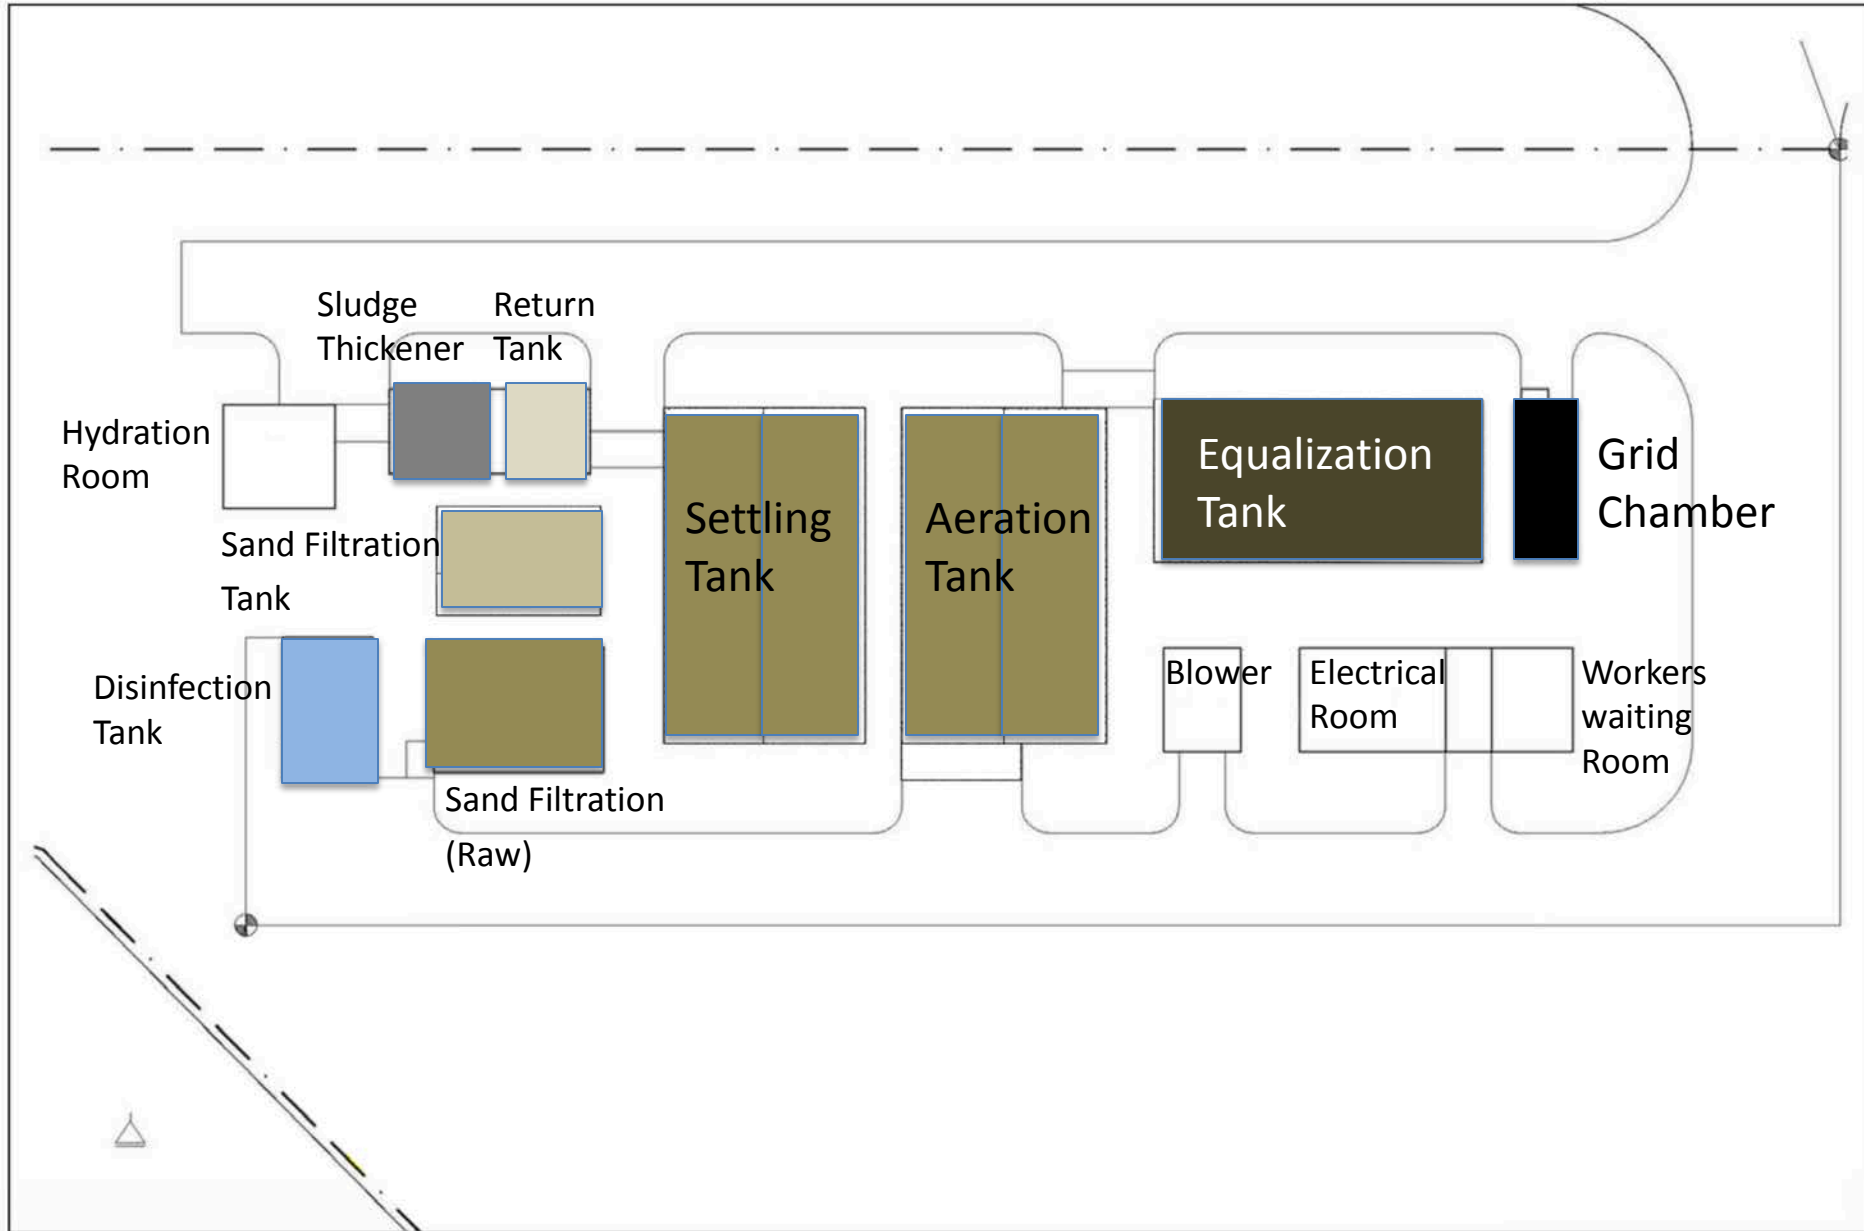 Sludge
Thickener
Return
Tank
Hydration
Room
Sand Filtration
Tank
Disinfection
Tank
Sand Filtration
(Raw)
Settling
Tank
Aeration
Tank
Equalization
Tank
Grid
Chamber
Blower
Electrical
Room
Workers
waiting
Room